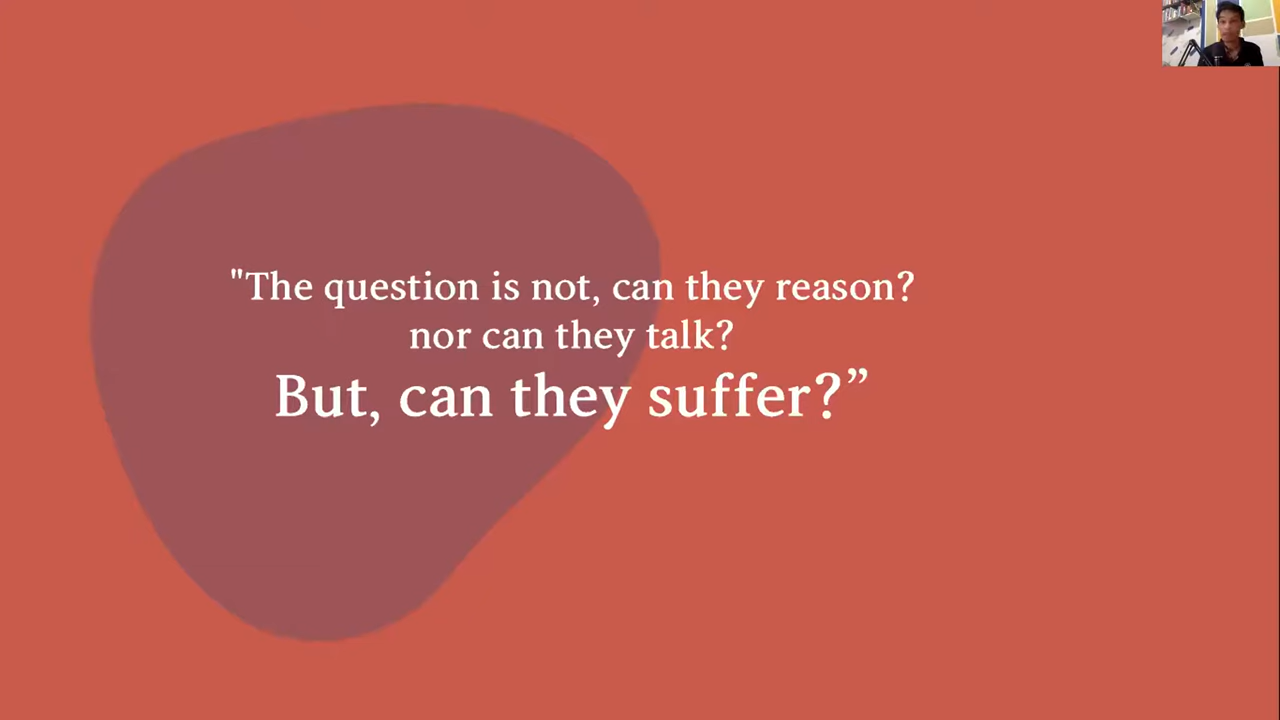 "The question is not, can they reason?
nor can they talk?
But, can they suffer?”